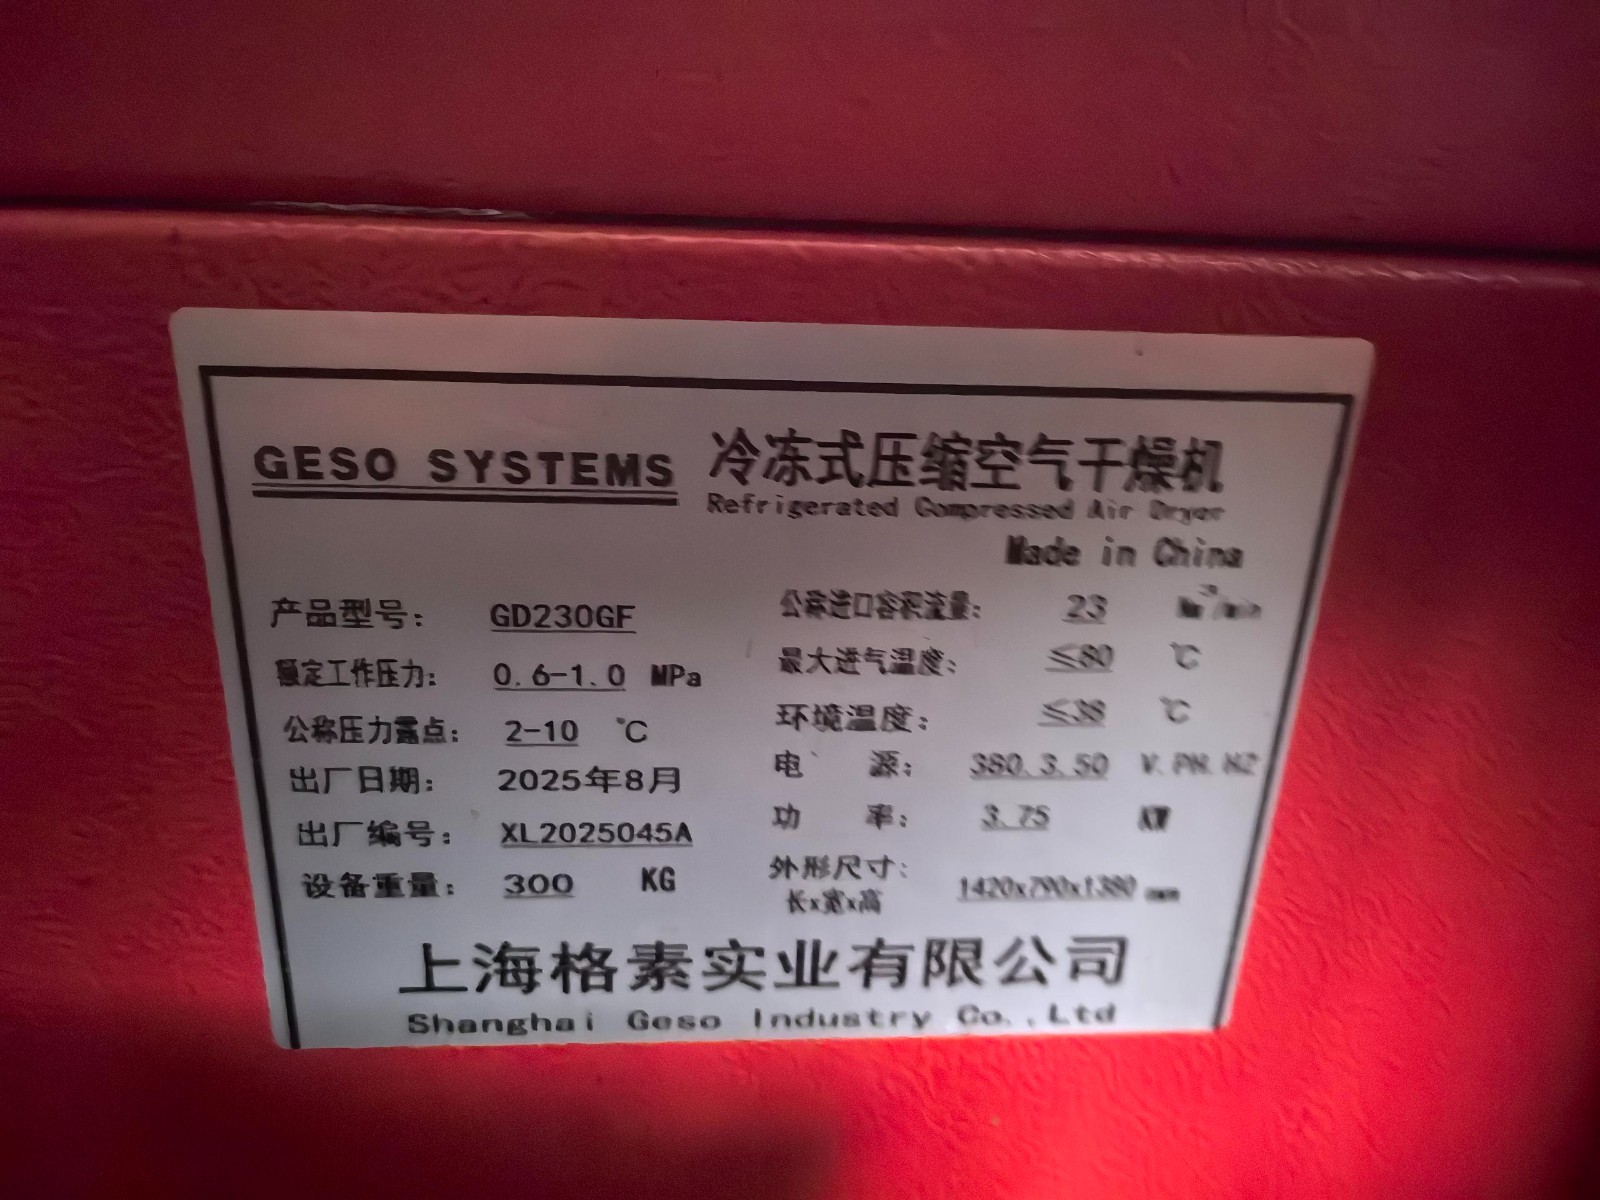 GESO SYSTEMS 冷冻式压缩空气干燥机
Refrigerated Compressed Air Dryer
Made in China
产品型号: GD230GF
额定工作压力: 0.6-1.0 MPa
公称压力露点: 2-10 ℃
出厂日期: 2025年8月
出厂编号: XL2025045A
设备重量: 300 KG
公称进口容积流量: 23 Nm³/min
最大进气温度: ≤80 ℃
环境温度: ≤38 ℃
电 源: 380.3.50 V.PH.HZ
功 率: 3.75 KW
外形尺寸: 1420x790x1380 mm
长x宽x高
上海格素实业有限公司
Shanghai Geso Industry Co.,Ltd